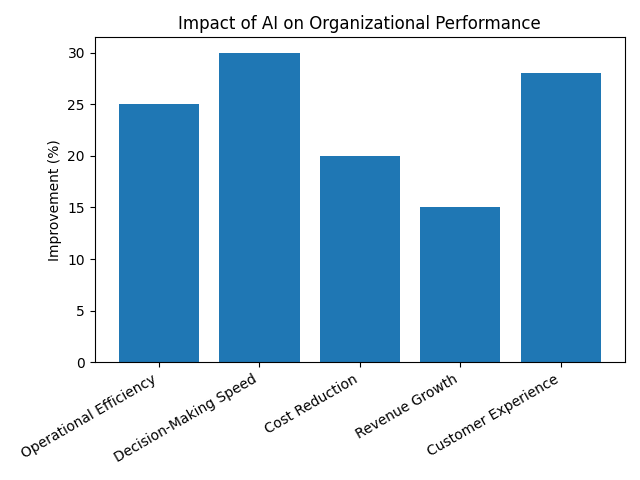 Impact of AI on Organizational Performance
Improvement (%)
30
25
20
15
10
5
0
Operational Efficiency
Decision-Making Speed
Cost Reduction
Revenue Growth
Customer Experience